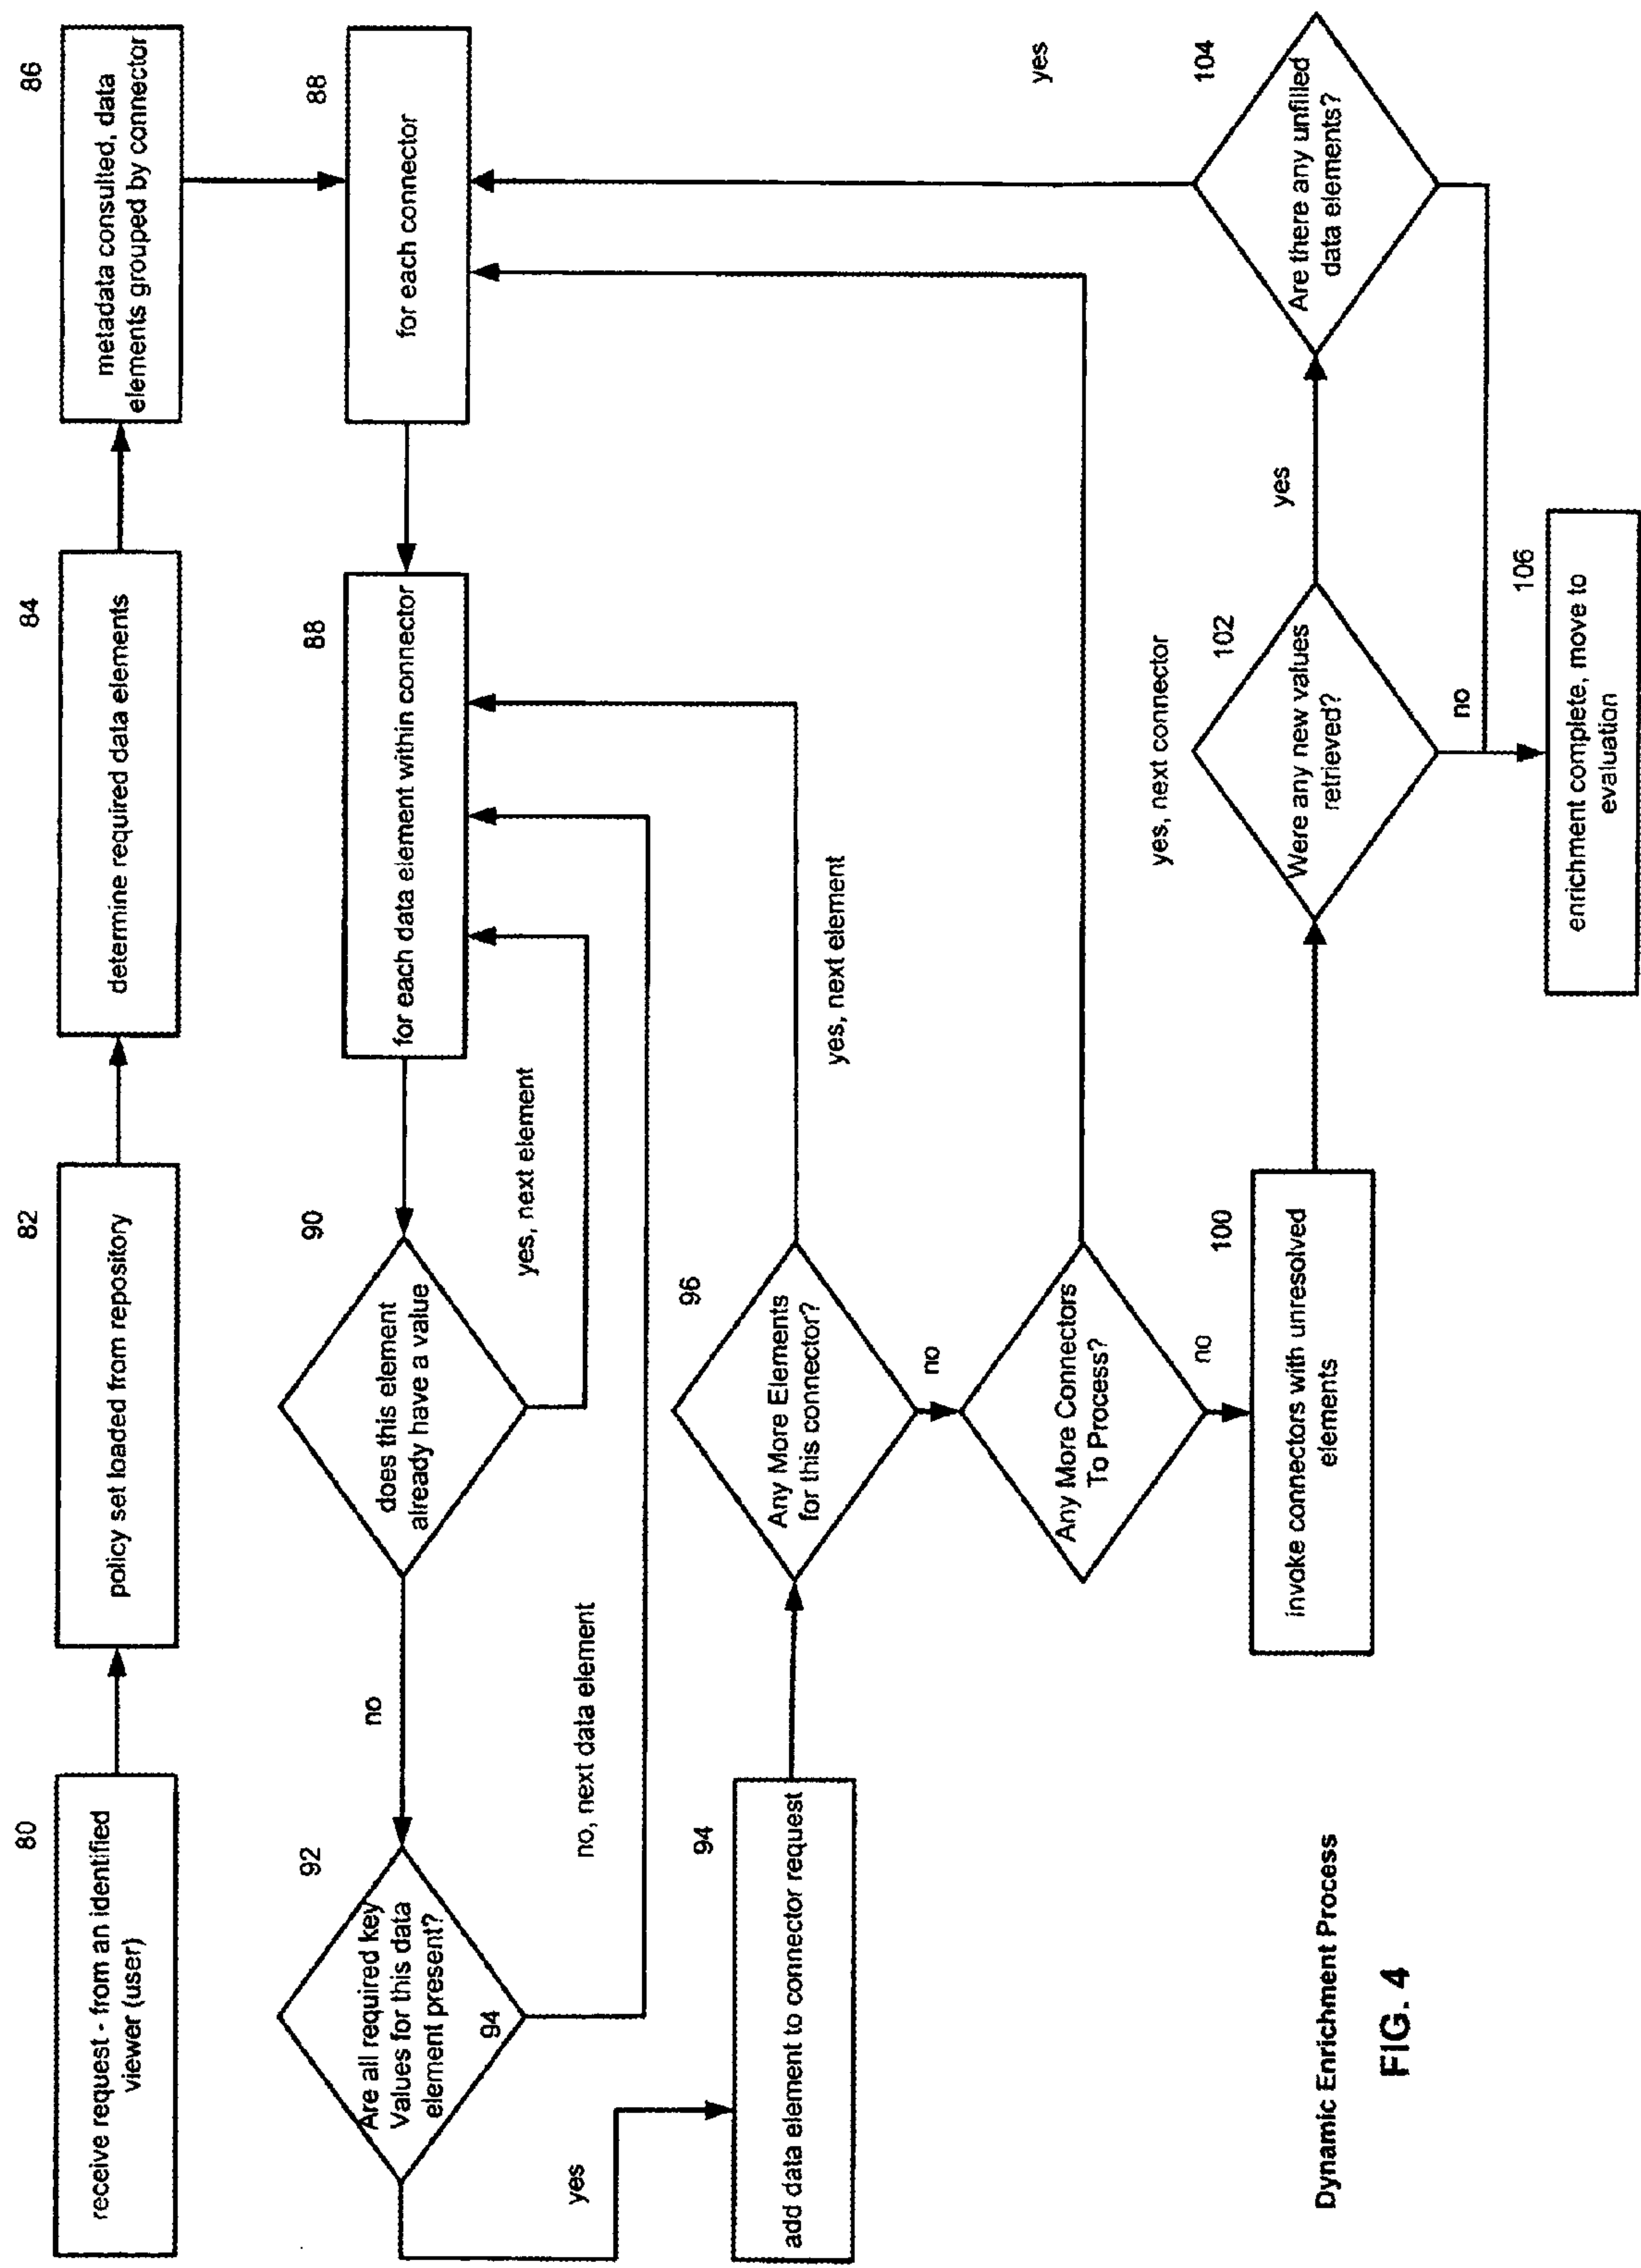 80
receive request - from an identified
viewer (user)
82
policy set loaded from repository
84
determine required data elements
86
metadata consulted, data
elements grouped by connector
88
for each connector
88
for each data element within connector
90
does this element
already have a value
yes, next element
no
92
Are all required key
Values for this data
element present?
94
no, next data element
yes
94
add data element to connector request
96
Any More Elements
for this connector?
yes, next element
no
Any More Connectors
To Process?
yes, next connector
no
100
invoke connectors with unresolved
elements
102
Were any new values
retrieved?
yes
no
104
Are there any unfilled
data elements?
yes
106
enrichment complete, move to
evaluation
Dynamic Enrichment Process
FIG. 4